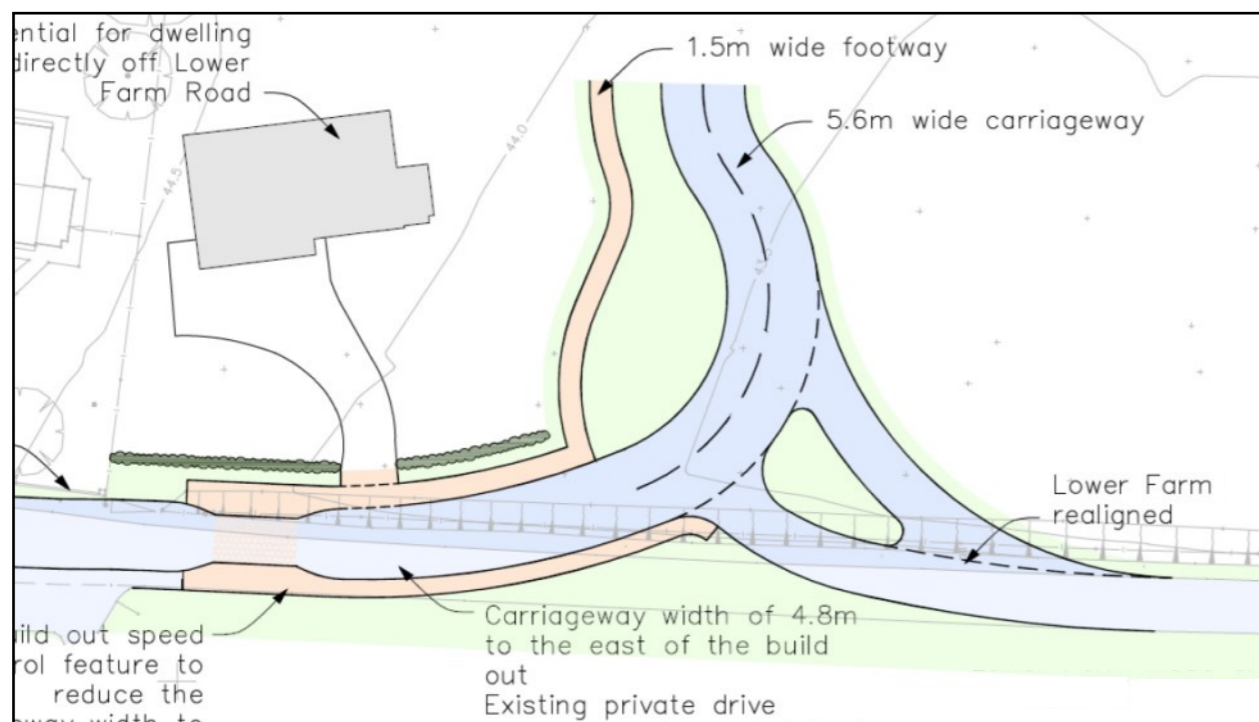 ential for dwelling
directly off Lower
Farm Road
1.5m wide footway
5.6m wide carriageway
44.0
44.5
Lower Farm
realigned
Carriageway width of 4.8m
to the east of the build
out
Existing private drive
uild out speed
rol feature to
reduce the